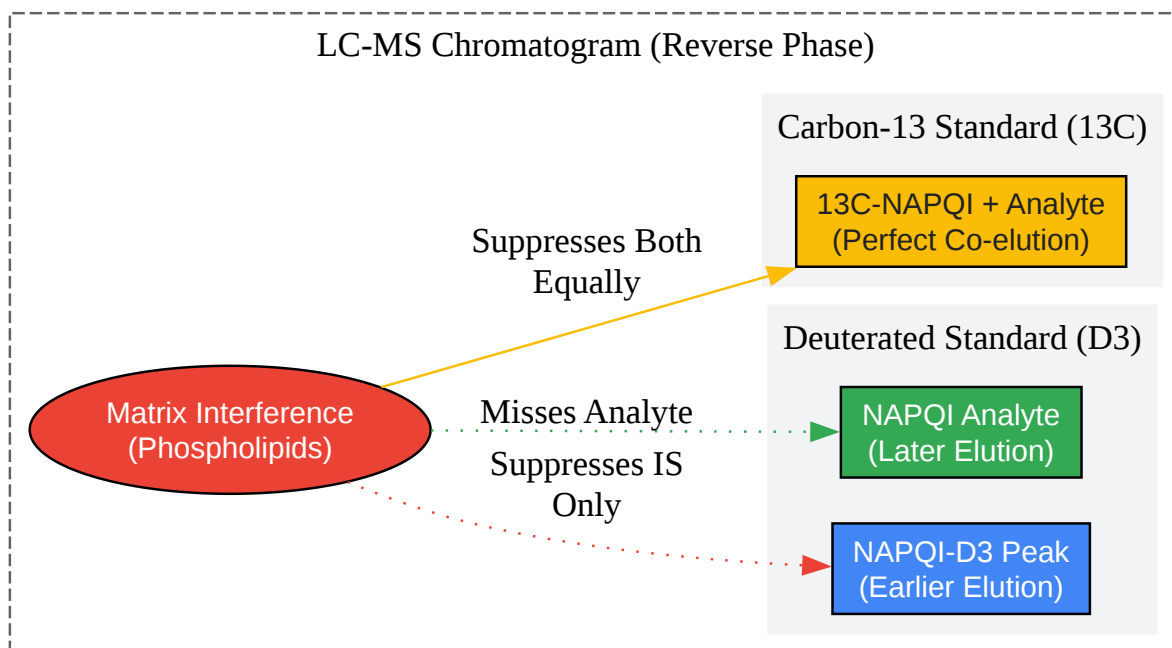 LC-MS Chromatogram (Reverse Phase)
Carbon-13 Standard (13C)
13C-NAPQI + Analyte
(Perfect Co-elution)
Suppresses Both
Equally
Deuterated Standard (D3)
Matrix Interference
(Phospholipids)
Misses Analyte
NAPQI Analyte
(Later Elution)
Suppresses IS
Only
NAPQI-D3 Peak
(Earlier Elution)